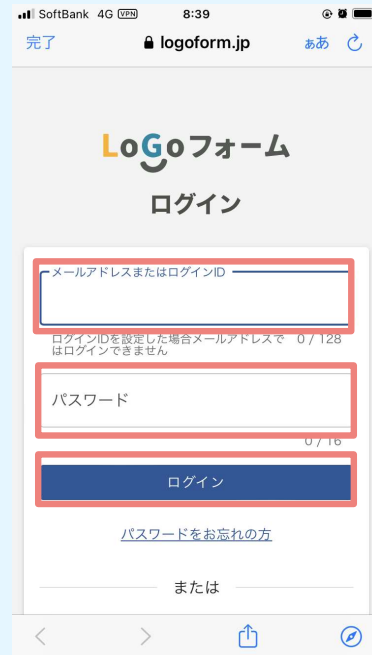 SoftBank 4G VPN 8:39
完了 logoform.jp ぁあ
LoGoフォーム
ログイン
メールアドレスまたはログインID
ログインIDを設定した場合メールアドレスで 0 / 128
はログインできません
パスワード
0 / 16
ログイン
パスワードをお忘れの方
または